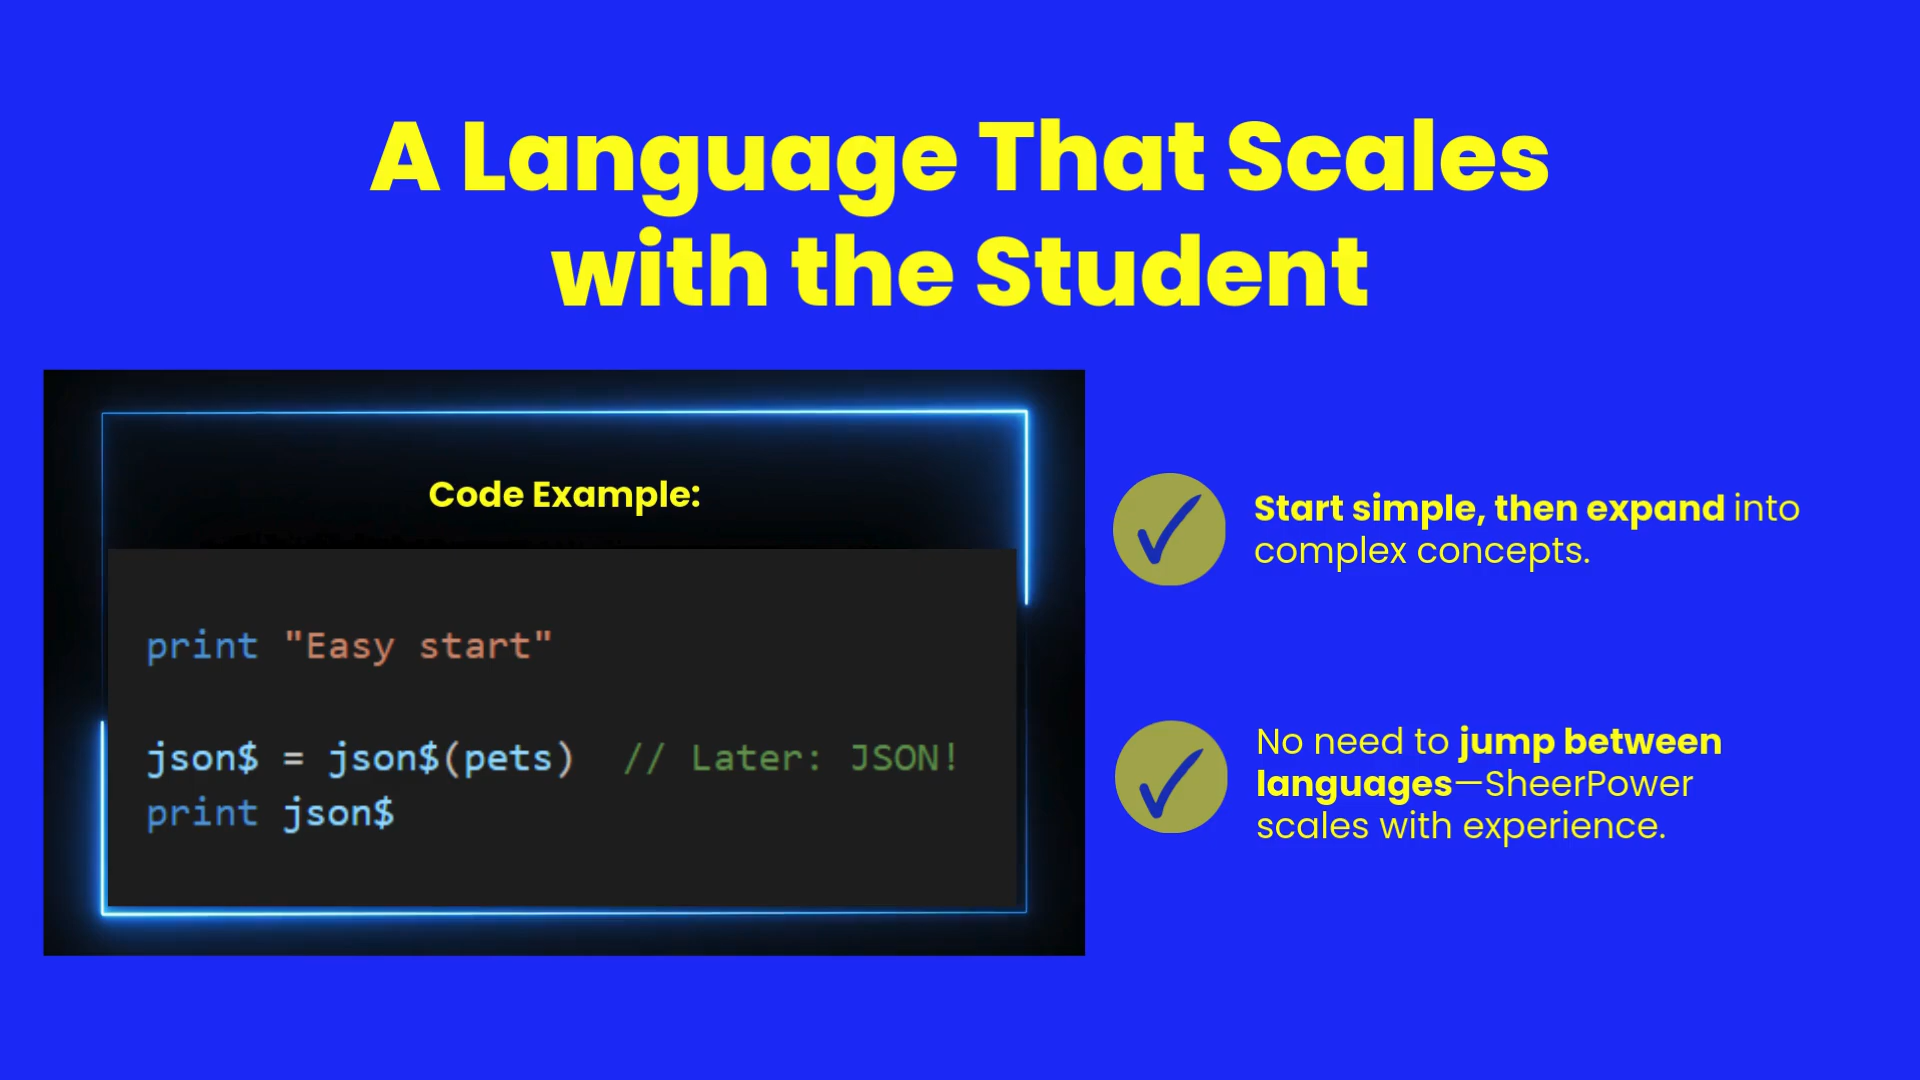 A Language That Scales
with the Student
Code Example:
print "Easy start"
json$ = json$(pets)  // Later: JSON!
print json$
Start simple, then expand into
complex concepts.
No need to jump between
languages—SheerPower
scales with experience.